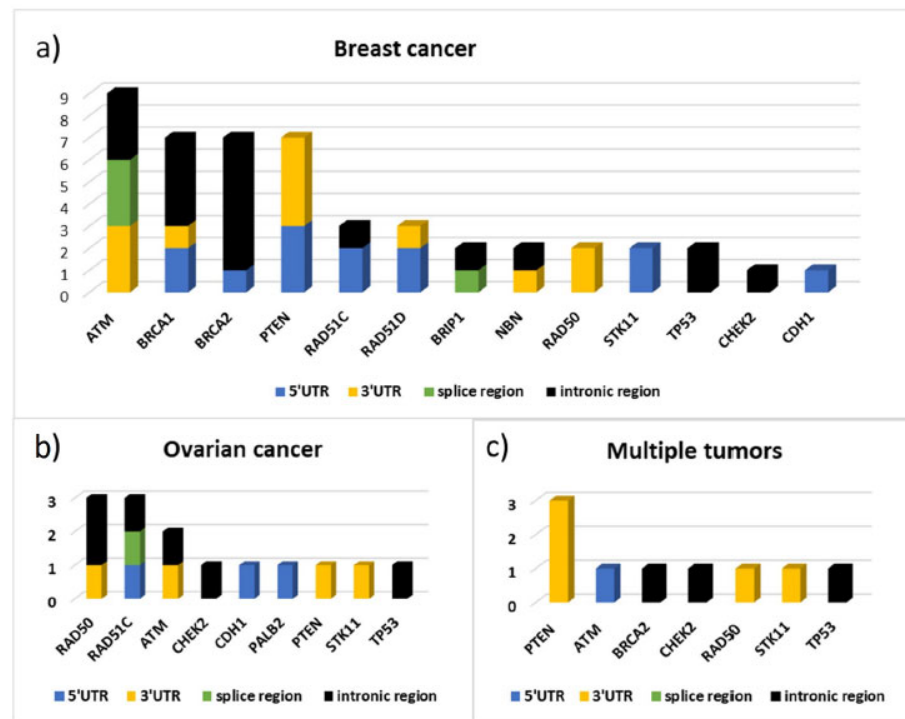 a)
Breast cancer
9
8
7
6
5
4
3
2
1
0
ATM
BRCA1
BRCA2
PTEN
RAD51C
RAD51D
BRIP1
NBN
RAD50
STK11
TP53
CHEK2
CDH1
5'UTR 3'UTR splice region intronic region
b)
Ovarian cancer
3
2
1
0
RAD50
RAD51C
ATM
CHEK2
CDH1
PALB2
PTEN
STK11
TP53
5'UTR 3'UTR splice region intronic region
c)
Multiple tumors
3
2
1
0
PTEN
ATM
BRCA2
CHEK2
RAD50
STK11
TP53
5'UTR 3'UTR splice region intronic region